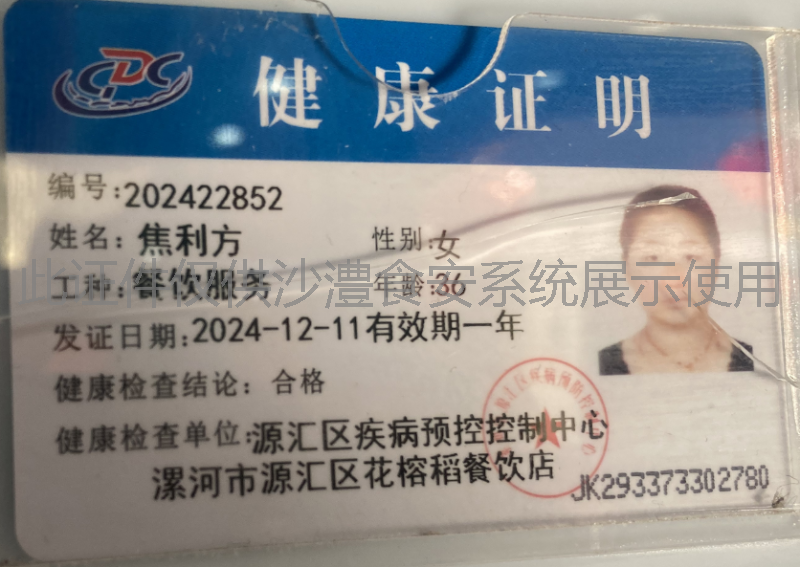 CDC 健康证明
编号:202422852
姓名:焦利方 性别:女
此证件仅供沙澧食安系统展示使用
工种:餐饮服务 年龄:36
发证日期:2024-12-11有效期一年
健康检查结论:合格
健康检查单位:源汇区疾病预控控制中心
漯河市源汇区花榕稻餐饮店
JK293373302780